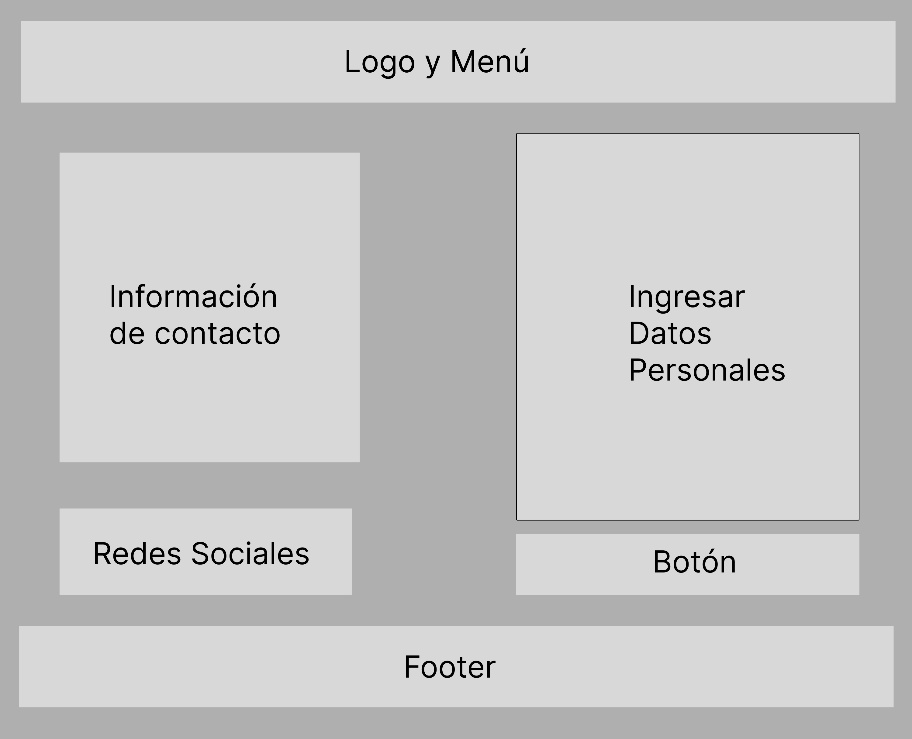 Logo y Menú
Información
de contacto
Ingresar
Datos
Personales
Redes Sociales
Botón
Footer